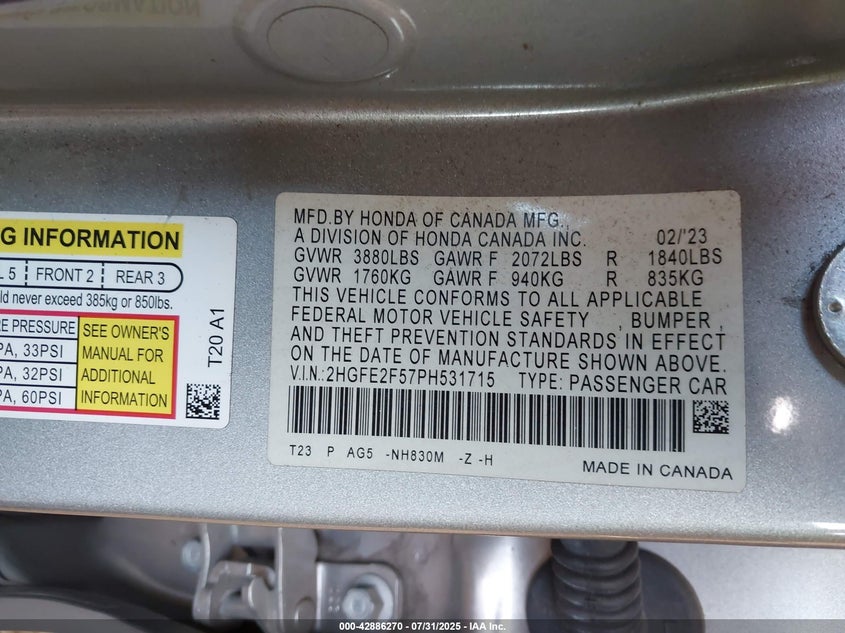 G INFORMATION
L 5 FRONT 2 REAR 3
ld never exceed 385kg or 850lbs.
RE PRESSURE
PA, 33PSI
PA, 32PSI
PA, 60PSI
SEE OWNER'S
MANUAL FOR
ADDITIONAL
INFORMATION
T20 A1
MFD.BY HONDA OF CANADA MFG.,
A DIVISION OF HONDA CANADA INC. 02/'23
GVWR 3880LBS GAWR F 2072LBS R 1840LBS
GVWR 1760KG GAWR F 940KG R 835KG
THIS VEHICLE CONFORMS TO ALL APPLICABLE
FEDERAL MOTOR VEHICLE SAFETY , BUMPER ,
AND THEFT PREVENTION STANDARDS IN EFFECT
ON THE DATE OF MANUFACTURE SHOWN ABOVE.
V.I.N.:2HGFE2F57PH531715 TYPE: PASSENGER CAR
T23 P AG5 -NH830M -Z -H
MADE IN CANADA
000-42886270 - 07/31/2025 - IAA Inc.